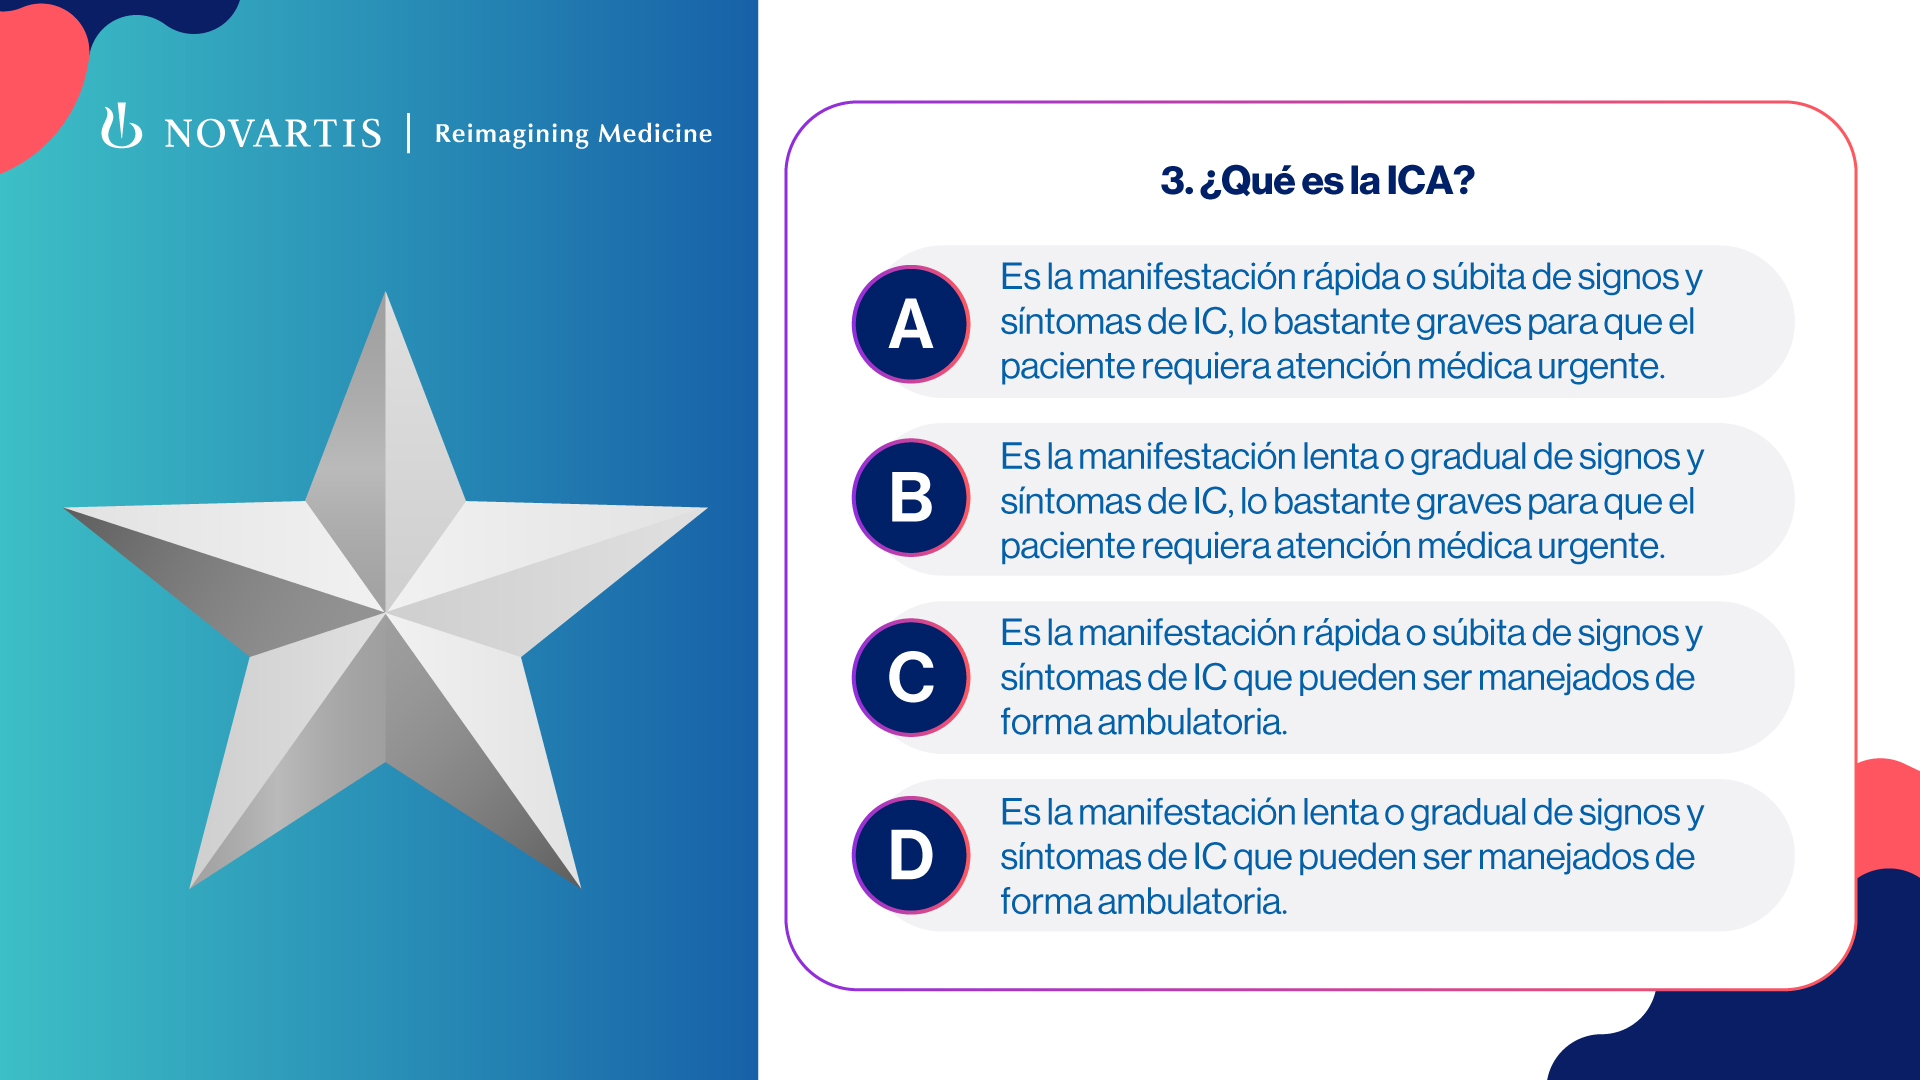 NOVARTIS | Reimagining Medicine
3. ¿Qué es la ICA?
A
Es la manifestación rápida o súbita de signos y
síntomas de IC, lo bastante graves para que el
paciente requiera atención médica urgente.
B
Es la manifestación lenta o gradual de signos y
síntomas de IC, lo bastante graves para que el
paciente requiera atención médica urgente.
C
Es la manifestación rápida o súbita de signos y
síntomas de IC que pueden ser manejados de
forma ambulatoria.
D
Es la manifestación lenta o gradual de signos y
síntomas de IC que pueden ser manejados de
forma ambulatoria.